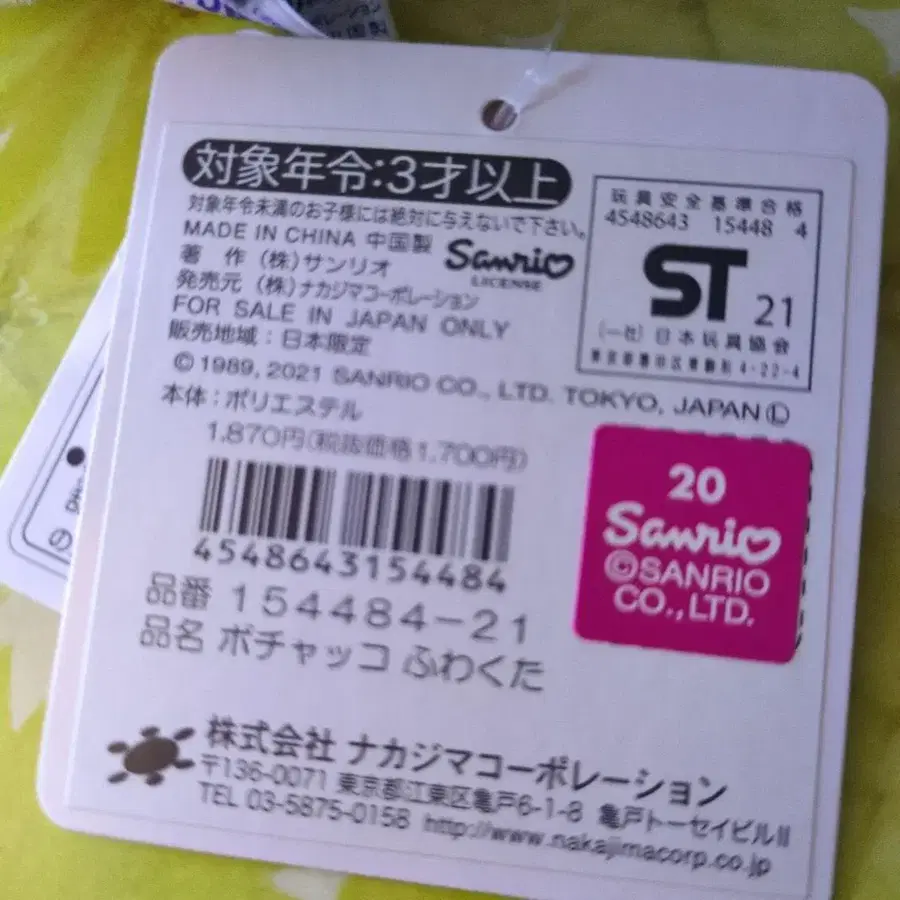 対象年令:3才以上
対象年令未満のお子様には絶対に与えないで下さい。
MADE IN CHINA 中国製
著 作 (株)サンリオ
発売元 (株)ナカジマコーポレーション
Sanrio
LICENSE
FOR SALE IN JAPAN ONLY
販売地域:日本限定
©1989, 2021 SANRIO CO., LTD. TOKYO, JAPAN Ⓛ
本体:ポリエステル
1,870円(税抜価格1,700円)
玩具安全基準合格
4548643 15448 4
ST 21
(一社)日本玩具協会
4-22-4
4548643154484
品番 154484-21
品名 ポチャッコ ふわくた
20
Sanrio
©SANRIO
CO.,LTD.
株式会社 ナカジマコーポレーション
〒136-0071 東京都江東区亀戸6-1-8 亀戸トーセイビルⅡ
TEL 03-5875-0158 http://www.nakajimacorp.co.jp
の